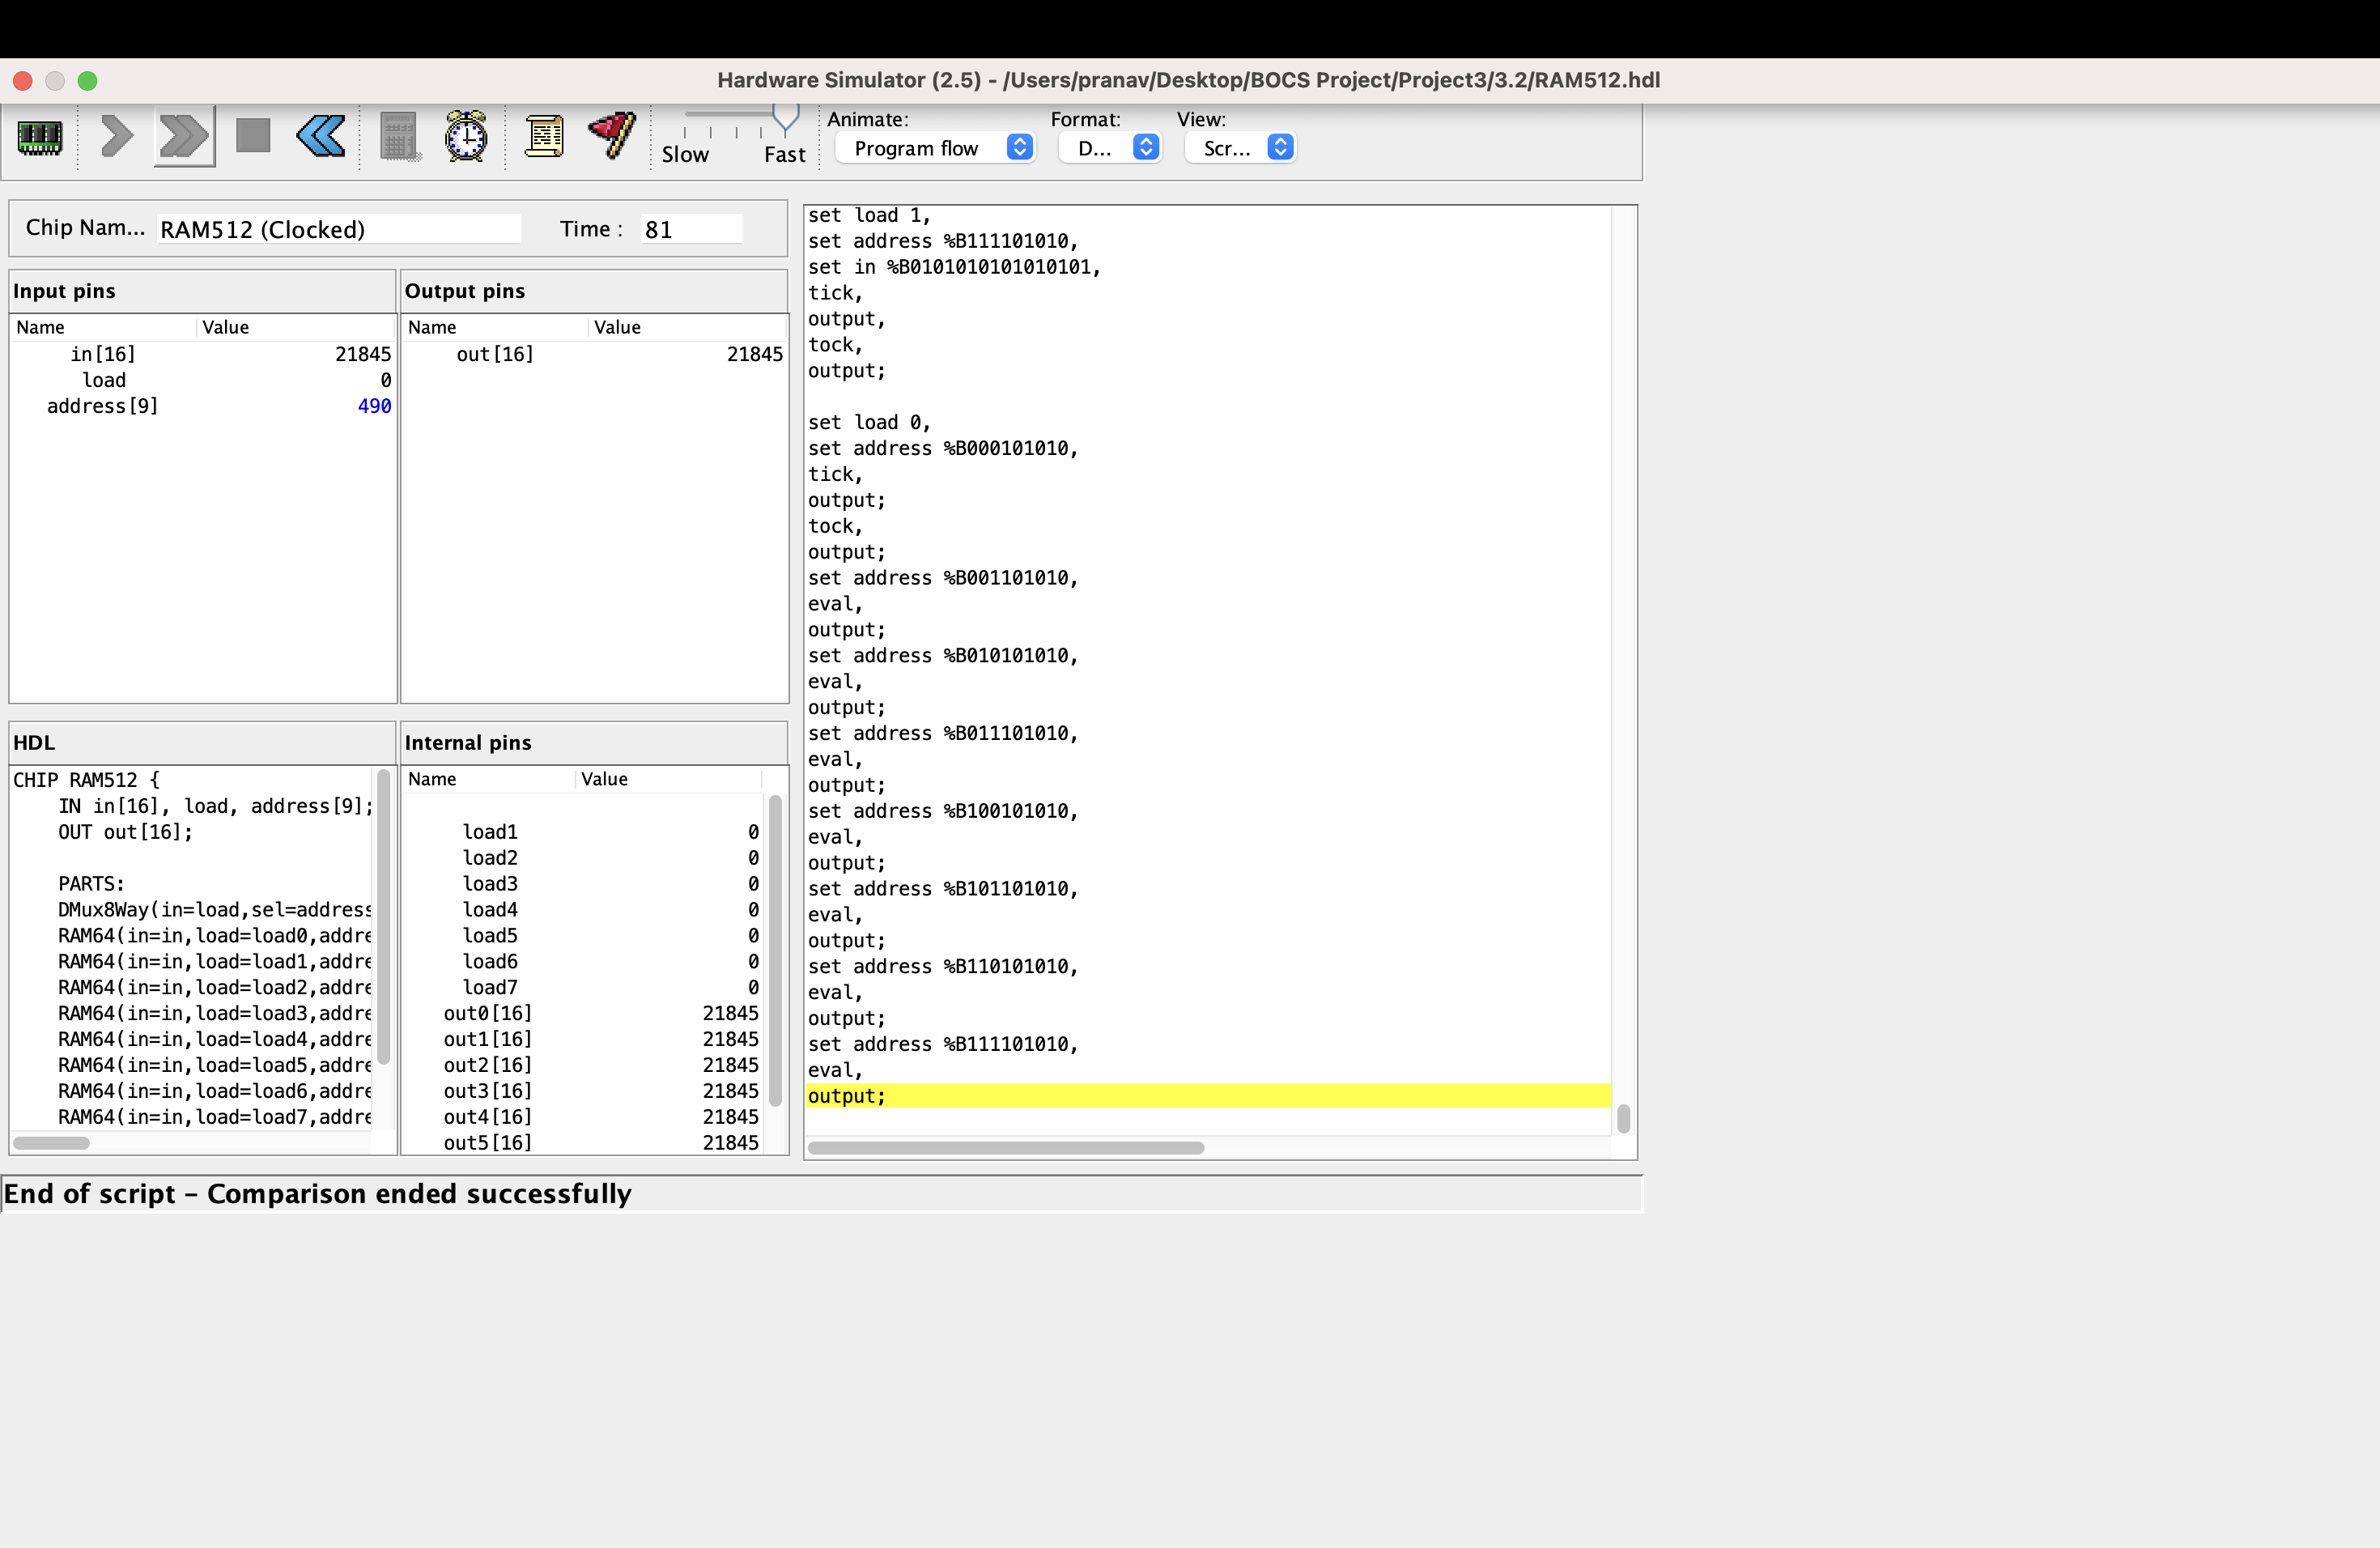 Hardware Simulator (2.5) - /Users/pranav/Desktop/BOCS Project/Project3/3.2/RAM512.hdl
Slow Fast
Animate: Format: View:
Program flow D... Scr...
Chip Nam... RAM512 (Clocked) Time : 81
Input pins
Name Value
in[16] 21845
load 0
address[9] 490
Output pins
Name Value
out[16] 21845
HDL
CHIP RAM512 {
IN in[16], load, address[9];
OUT out[16];
PARTS:
DMux8Way(in=load,sel=address
RAM64(in=in,load=load0,addre
RAM64(in=in,load=load1,addre
RAM64(in=in,load=load2,addre
RAM64(in=in,load=load3,addre
RAM64(in=in,load=load4,addre
RAM64(in=in,load=load5,addre
RAM64(in=in,load=load6,addre
RAM64(in=in,load=load7,addre
Internal pins
Name Value
load1 0
load2 0
load3 0
load4 0
load5 0
load6 0
load7 0
out0[16] 21845
out1[16] 21845
out2[16] 21845
out3[16] 21845
out4[16] 21845
out5[16] 21845
set load 1,
set address %B111101010,
set in %B0101010101010101,
tick,
output,
tock,
output;
set load 0,
set address %B000101010,
tick,
output;
tock,
output;
set address %B001101010,
eval,
output;
set address %B010101010,
eval,
output;
set address %B011101010,
eval,
output;
set address %B100101010,
eval,
output;
set address %B101101010,
eval,
output;
set address %B110101010,
eval,
output;
set address %B111101010,
eval,
output;
End of script – Comparison ended successfully